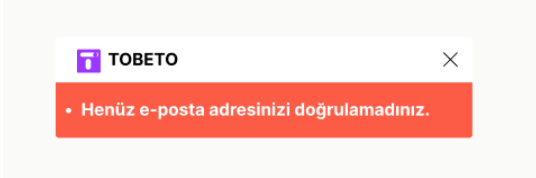 TOBETO
• Henüz e-posta adresinizi doğrulamadınız.